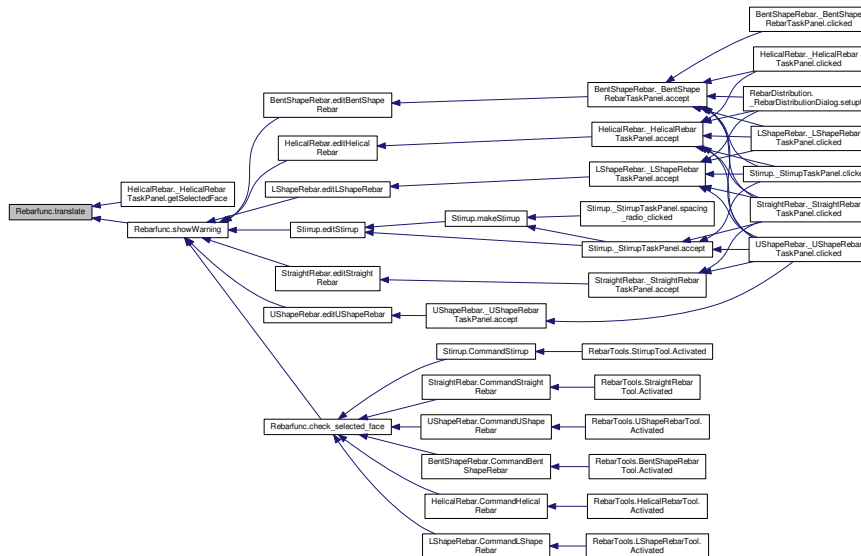 BentShapeRebar._BentShape
RebarTaskPanel.clicked
HelicalRebar._HelicalRebar
TaskPanel.clicked
BentShapeRebar._BentShape
RebarTaskPanel.accept
RebarDistribution.
_RebarDistributionDialog.setupU
BentShapeRebar.editBentShape
Rebar
HelicalRebar._HelicalRebar
TaskPanel.accept
LShapeRebar._LShapeRebar
TaskPanel.clicked
HelicalRebar.editHelical
Rebar
LShapeRebar._LShapeRebar
TaskPanel.accept
Stirrup._StirrupTaskPanel.clicked
HelicalRebar._HelicalRebar
TaskPanel.getSelectedFace
LShapeRebar.editLShapeRebar
Rebarfunc.translate
Stirrup._StirrupTaskPanel.spacing
_radio_clicked
StraightRebar._StraightRebar
TaskPanel.clicked
Rebarfunc.showWarning
Stirrup.editStirrup
Stirrup.makeStirrup
Stirrup._StirrupTaskPanel.accept
UShapeRebar._UShapeRebar
TaskPanel.clicked
StraightRebar.editStraight
Rebar
StraightRebar._StraightRebar
TaskPanel.accept
UShapeRebar.editUShapeRebar
UShapeRebar._UShapeRebar
TaskPanel.accept
Stirrup.CommandStirrup
RebarTools.StirrupTool.Activated
StraightRebar.CommandStraight
Rebar
RebarTools.StraightRebar
Tool.Activated
Rebarfunc.check_selected_face
UShapeRebar.CommandUShape
Rebar
RebarTools.UShapeRebarTool.
Activated
BentShapeRebar.CommandBent
ShapeRebar
RebarTools.BentShapeRebar
Tool.Activated
HelicalRebar.CommandHelical
Rebar
RebarTools.HelicalRebarTool.
Activated
LShapeRebar.CommandLShape
Rebar
RebarTools.LShapeRebarTool.
Activated